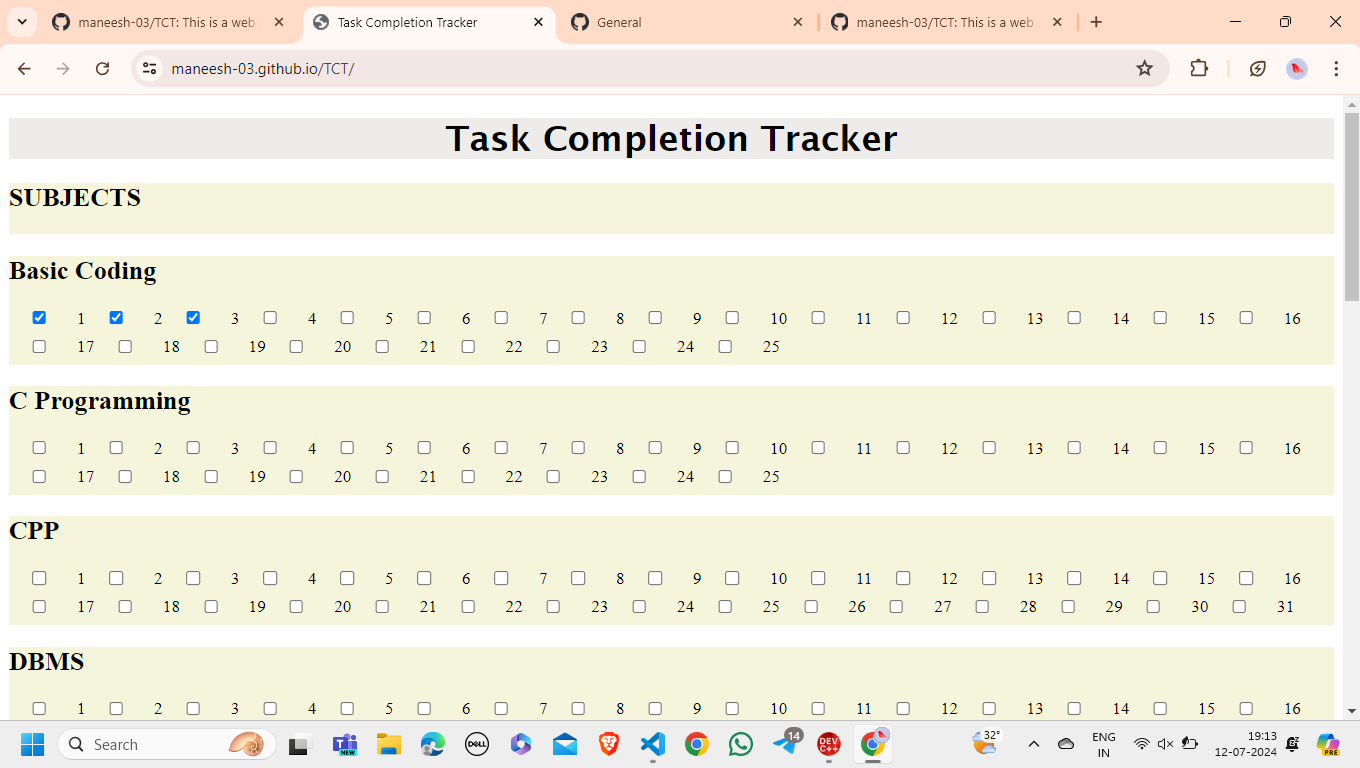 maneesh-03/TCT: This is a web
Task Completion Tracker
General
maneesh-03/TCT: This is a web
maneesh-03.github.io/TCT/
Task Completion Tracker
SUBJECTS
Basic Coding
1 2 3 4 5 6 7 8 9 10 11 12 13 14 15 16
17 18 19 20 21 22 23 24 25
C Programming
1 2 3 4 5 6 7 8 9 10 11 12 13 14 15 16
17 18 19 20 21 22 23 24 25
CPP
1 2 3 4 5 6 7 8 9 10 11 12 13 14 15 16
17 18 19 20 21 22 23 24 25 26 27 28 29 30 31
DBMS
1 2 3 4 5 6 7 8 9 10 11 12 13 14 15 16
Search
NEW
DELL
14
DEV C++
32°
ENG
IN
19:13
12-07-2024
PRE